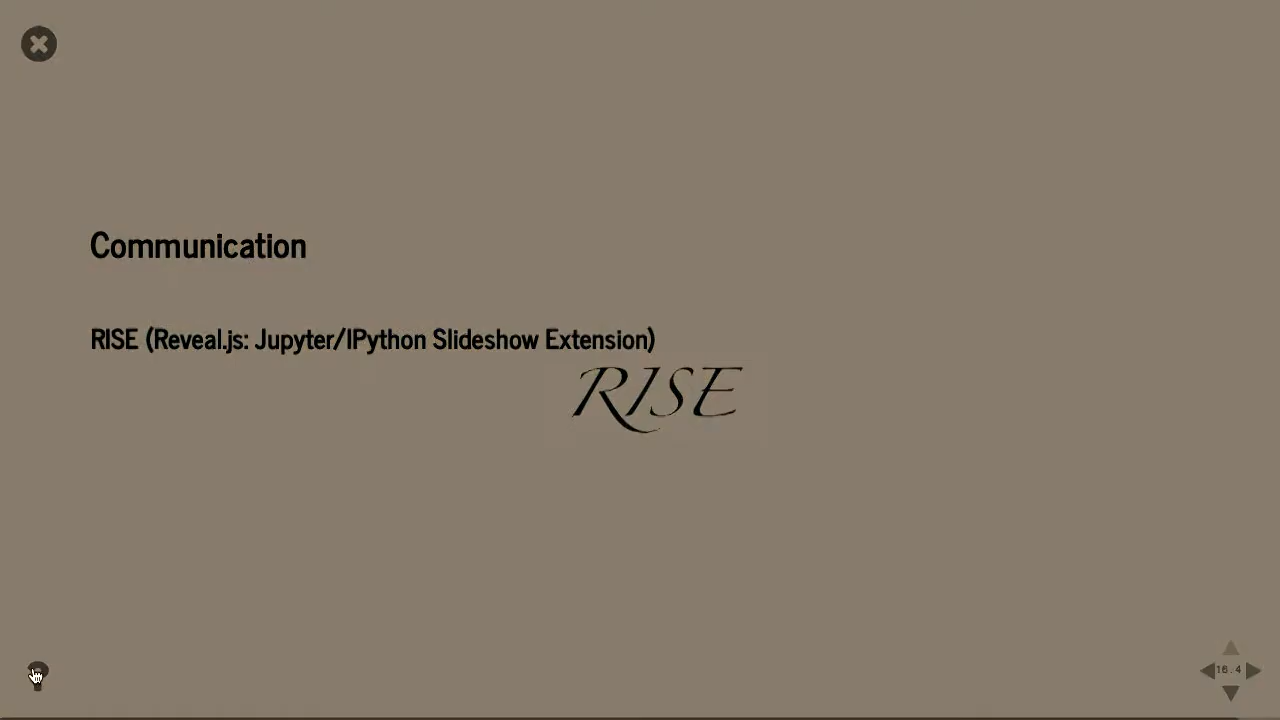 Communication
RISE (Reveal.js: Jupyter/IPython Slideshow Extension)
RISE
16.4